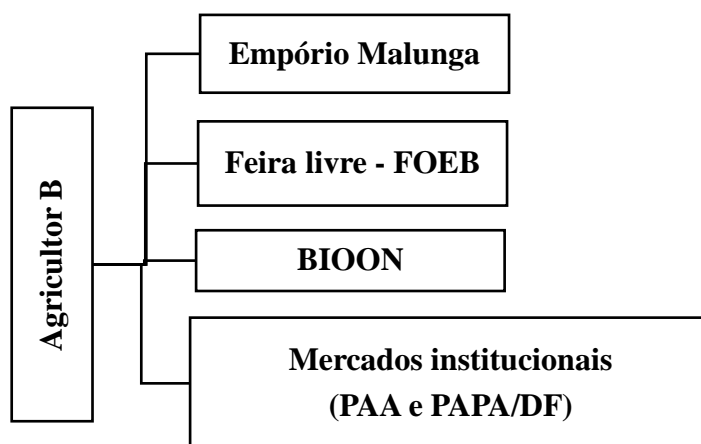 Agricultor B
Empório Malunga
Feira livre - FOEB
BIOON
Mercados institucionais
(PAA e PAPA/DF)